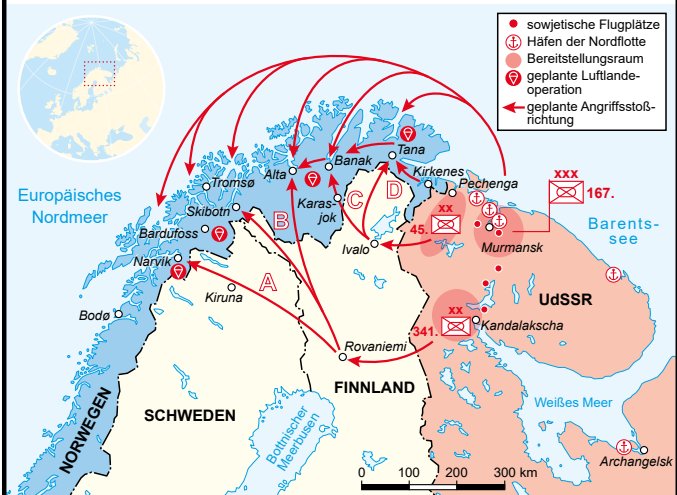 sowjetische Flugplätze
Häfen der Nordflotte
Bereitstellungsraum
geplante Luftlande-
operation
geplante Angriffsstoß-
richtung
Europäisches
Nordmeer
Tromsø
Skibotn
Bardufoss
Narvik
Bodø
Kiruna
Alta
Banak
Tana
Karas-
jok
Kirkenes
Pechenga
Ivalo
A
B
C
D
xx
45.
xxx
167.
Murmansk
Barents-
see
UdSSR
xx
341.
Kandalakscha
Rovaniemi
FINNLAND
SCHWEDEN
NORWEGEN
Bottnischer
Meerbusen
Weißes Meer
Archangelsk
0 100 200 300 km